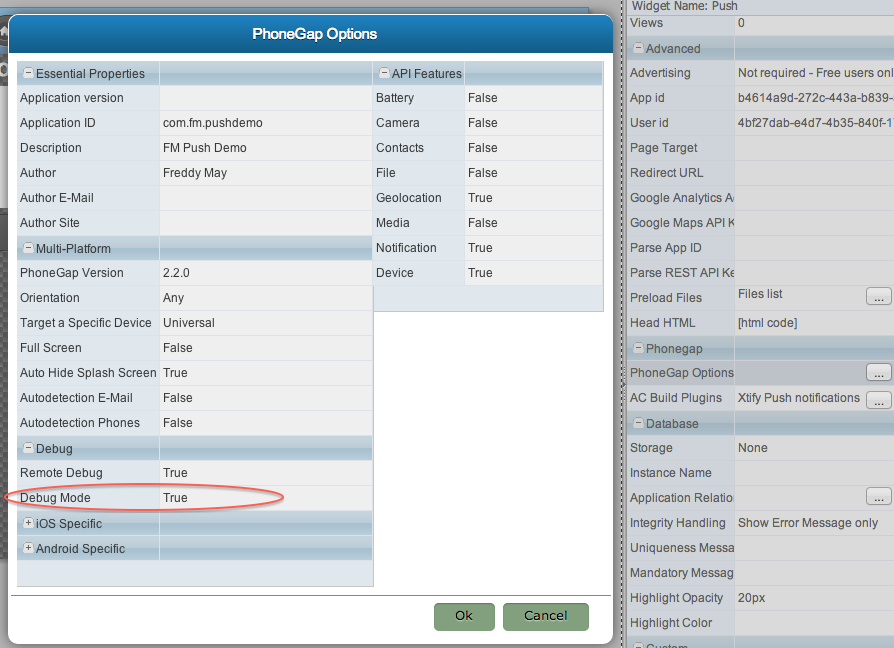 PhoneGap Options
Essential Properties
Application version
Application ID com.fm.pushdemo
Description FM Push Demo
Author Freddy May
Author E-Mail
Author Site
Multi-Platform
PhoneGap Version 2.2.0
Orientation Any
Target a Specific Device Universal
Full Screen False
Auto Hide Splash Screen True
Autodetection E-Mail False
Autodetection Phones False
Debug
Remote Debug True
Debug Mode True
iOS Specific
Android Specific
API Features
Battery False
Camera False
Contacts False
File False
Geolocation True
Media False
Notification True
Device True
Ok Cancel
Widget Name: Push
Views 0
Advanced
Advertising Not required - Free users onl
App id b4614a9d-272c-443a-b839-
User id 4bf27dab-e4d7-4b35-840f-1
Page Target
Redirect URL
Google Analytics A
Google Maps API K
Parse App ID
Parse REST API Ke
Preload Files Files list ...
Head HTML [html code]
Phonegap
PhoneGap Options ...
AC Build Plugins Xtify Push notifications ...
Database
Storage None
Instance Name
Application Relatio ...
Integrity Handling Show Error Message only
Uniqueness Messa
Mandatory Messag
Highlight Opacity 20px
Highlight Color
Custom